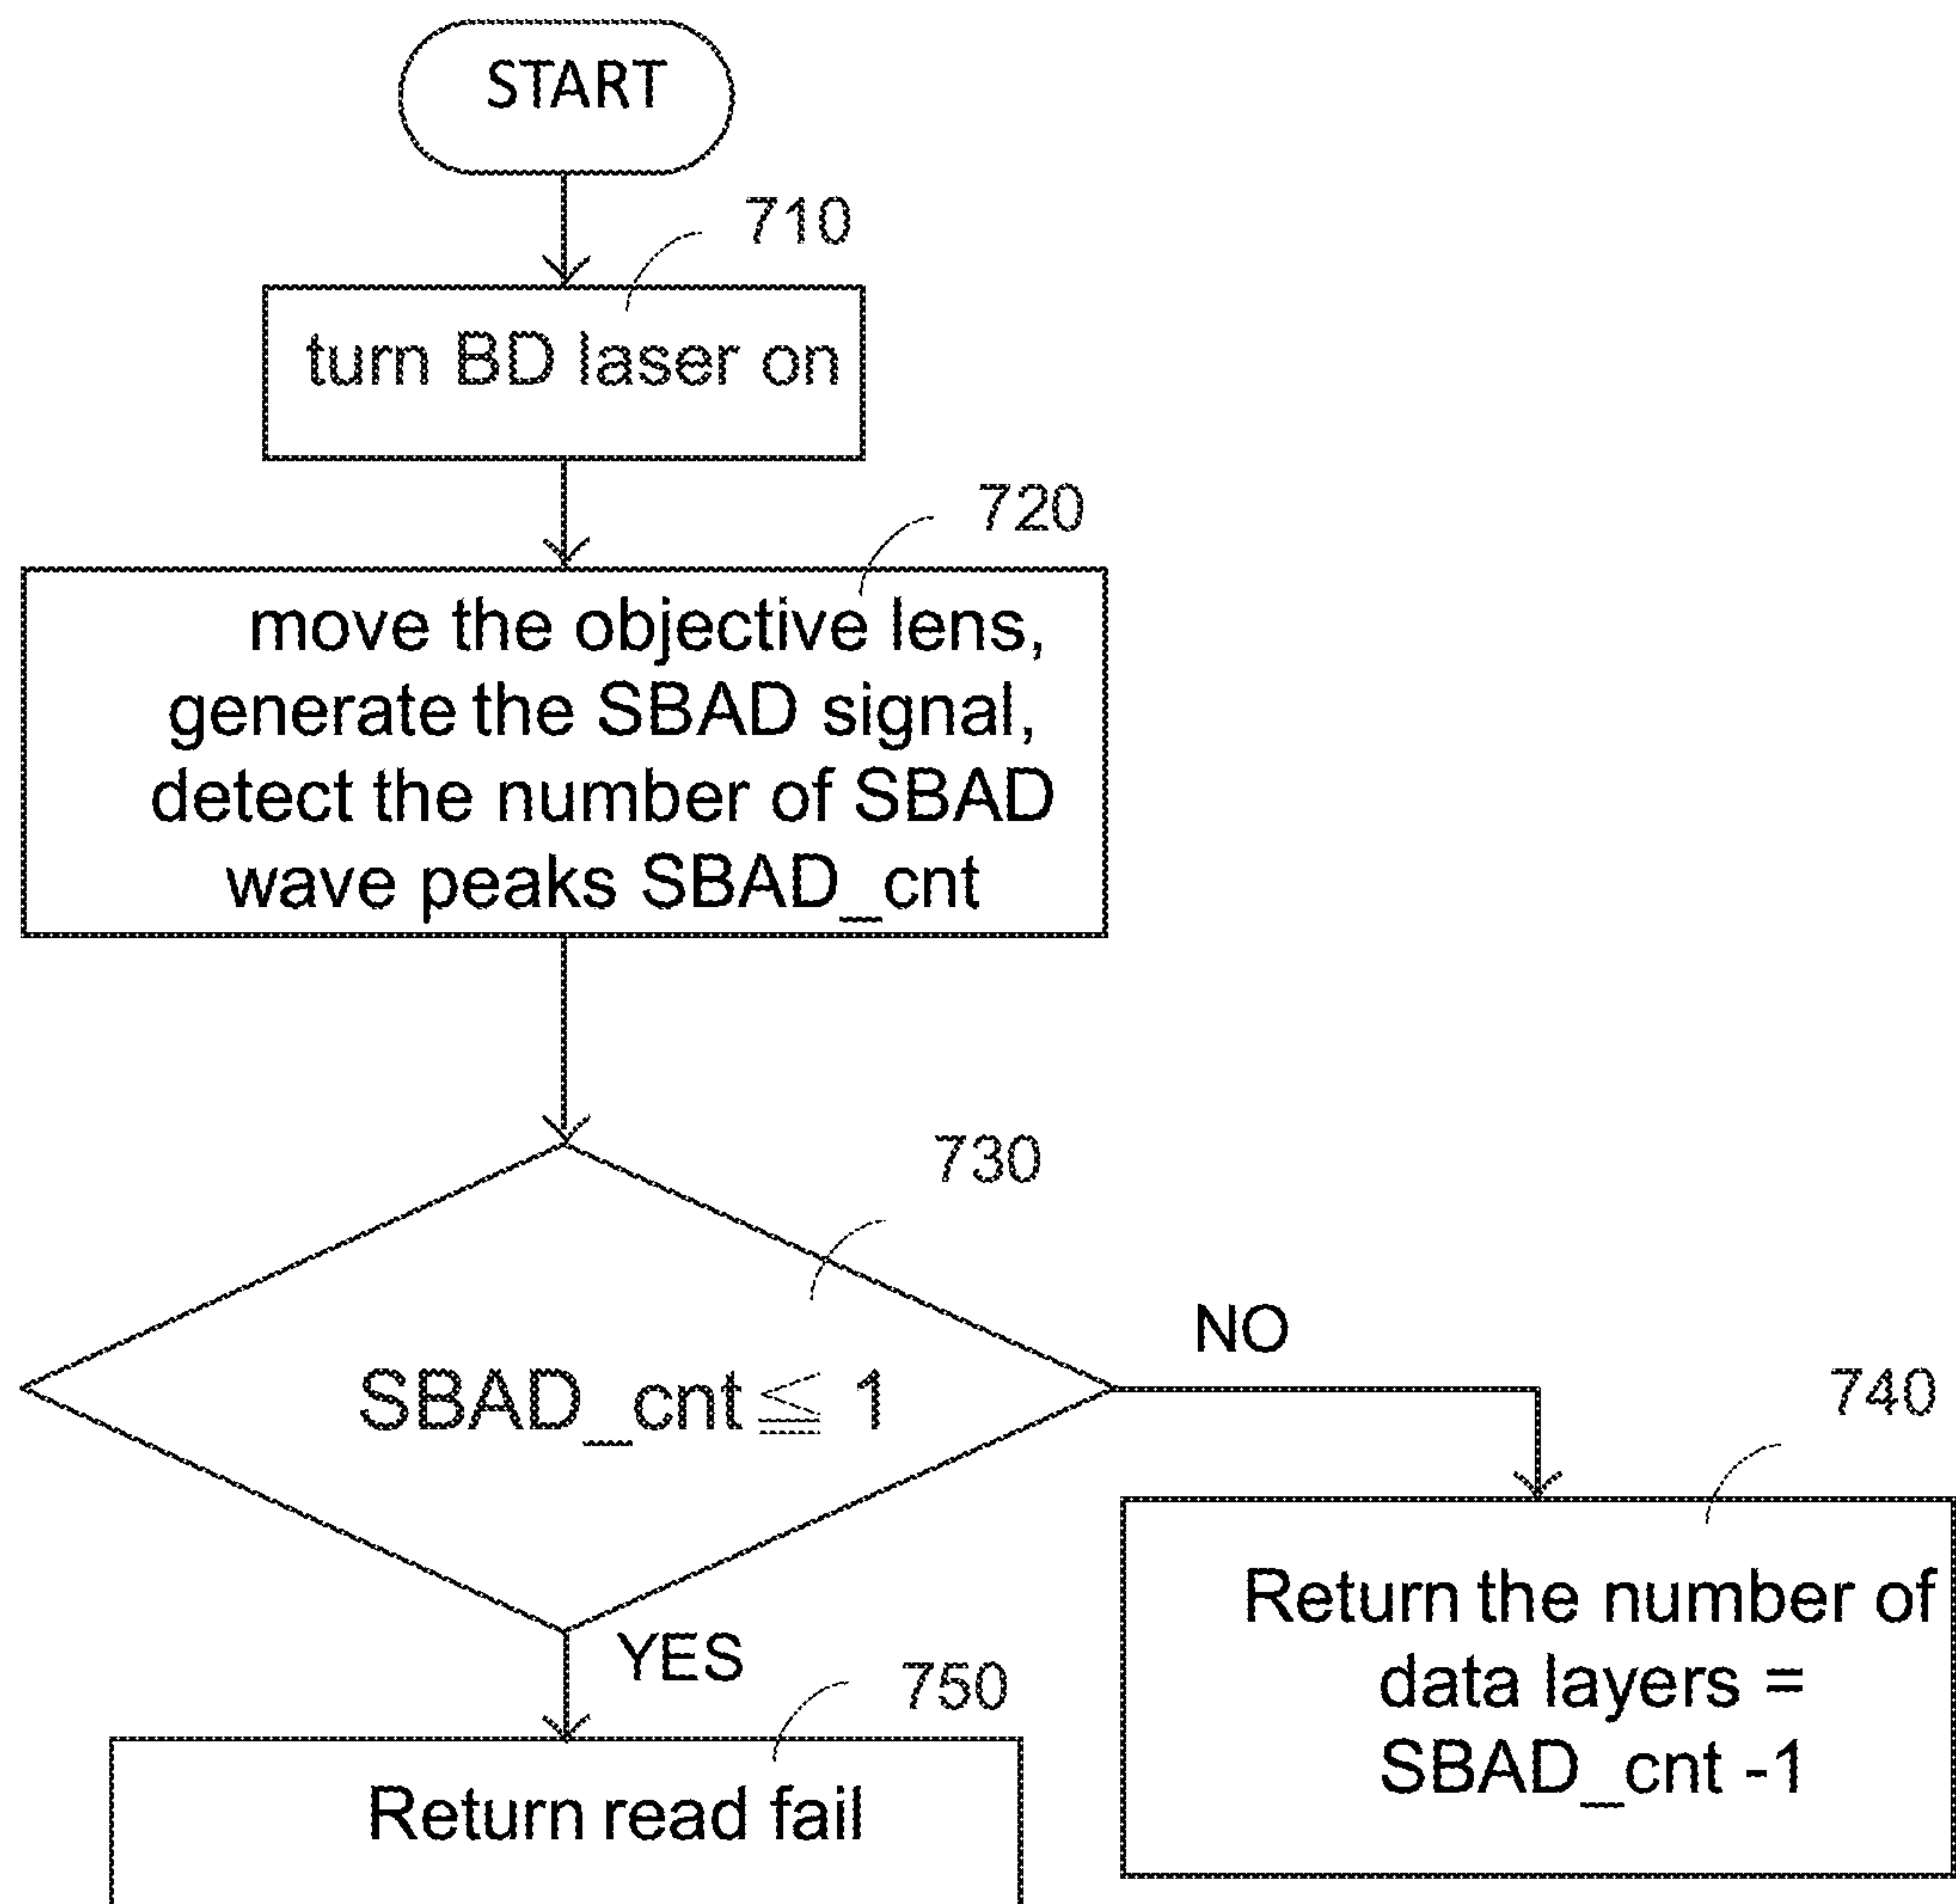 START
710
turn BD laser on
720
move the objective lens,
generate the SBAD signal,
detect the number of SBAD
wave peaks SBAD_cnt
730
SBAD_cnt ≦ 1
NO
740
Return the number of
data layers =
SBAD_cnt -1
YES
750
Return read fail